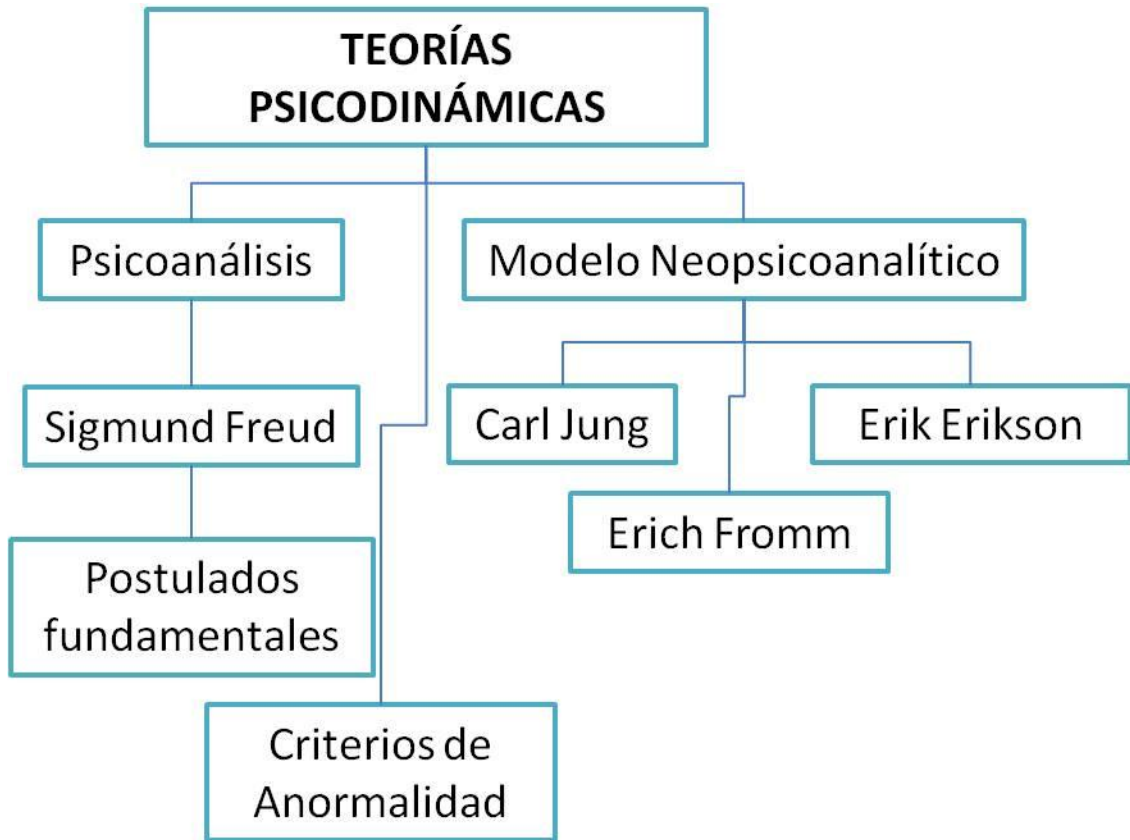 TEORÍAS
PSICODINÁMICAS
Psicoanálisis
Modelo Neopsicoanalítico
Sigmund Freud
Carl Jung
Erik Erikson
Erich Fromm
Postulados
fundamentales
Criterios de
Anormalidad